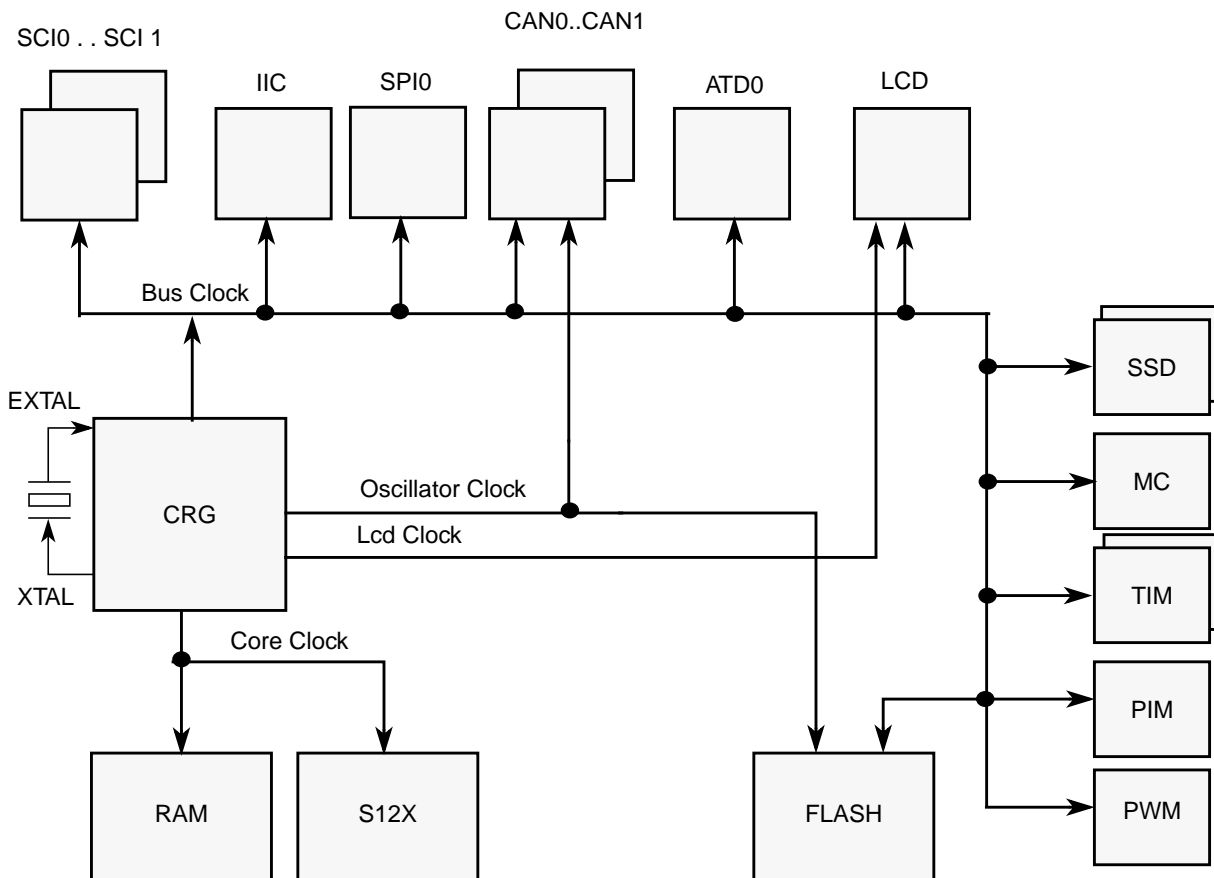 CAN0..CAN1
SCI0 . . SCI 1
IIC
SPI0
ATD0
LCD
Bus Clock
SSD
EXTAL
MC
Oscillator Clock
CRG
Lcd Clock
XTAL
TIM
Core Clock
PIM
RAM
S12X
FLASH
PWM